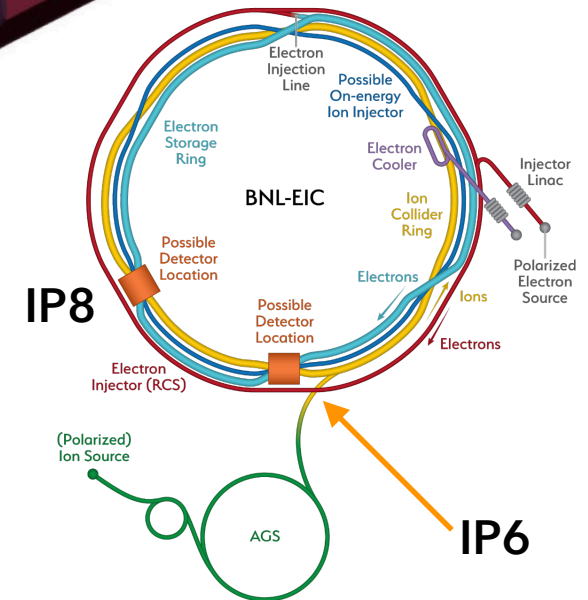 Electron
Injection
Line
Possible
On-energy
Ion Injector
Electron
Storage
Ring
Electron
Cooler
Injector
Linac
BNL-EIC
Ion
Collider
Ring
Polarized
Electron
Source
Possible
Detector
Location
Electrons
Ions
IP8
Possible
Detector
Location
Electrons
Electron
Injector (RCS)
(Polarized)
Ion Source
AGS
IP6